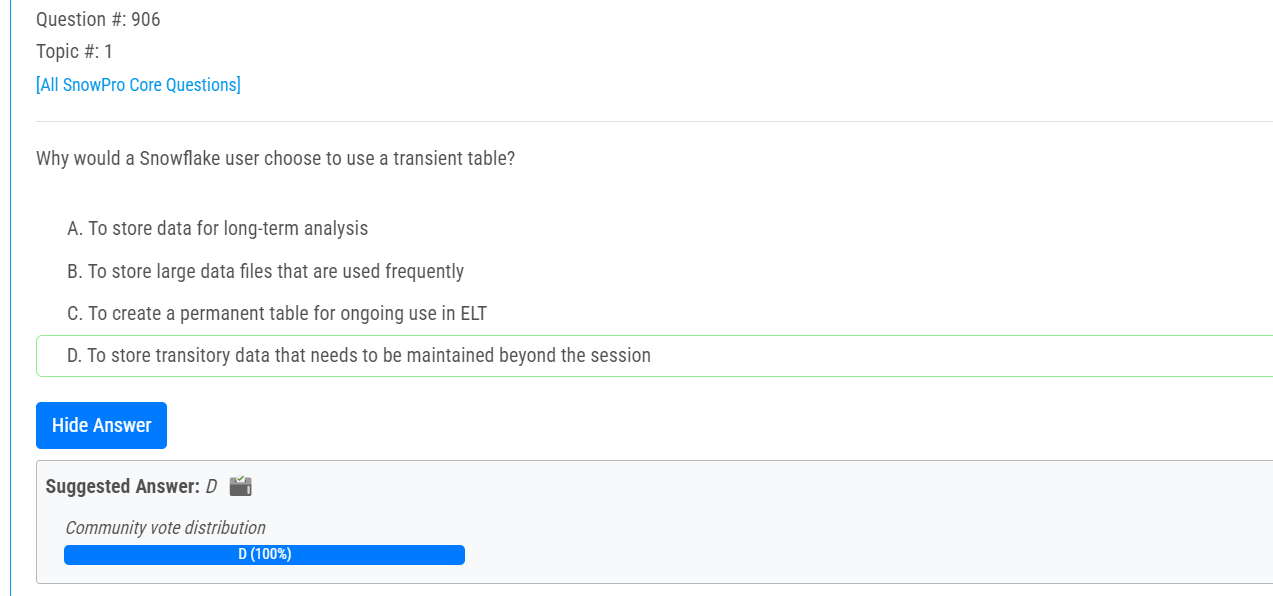 Question #: 906
Topic #: 1
[All SnowPro Core Questions]
Why would a Snowflake user choose to use a transient table?
A. To store data for long-term analysis
B. To store large data files that are used frequently
C. To create a permanent table for ongoing use in ELT
D. To store transitory data that needs to be maintained beyond the session
Hide Answer
Suggested Answer: D
Community vote distribution
D (100%)